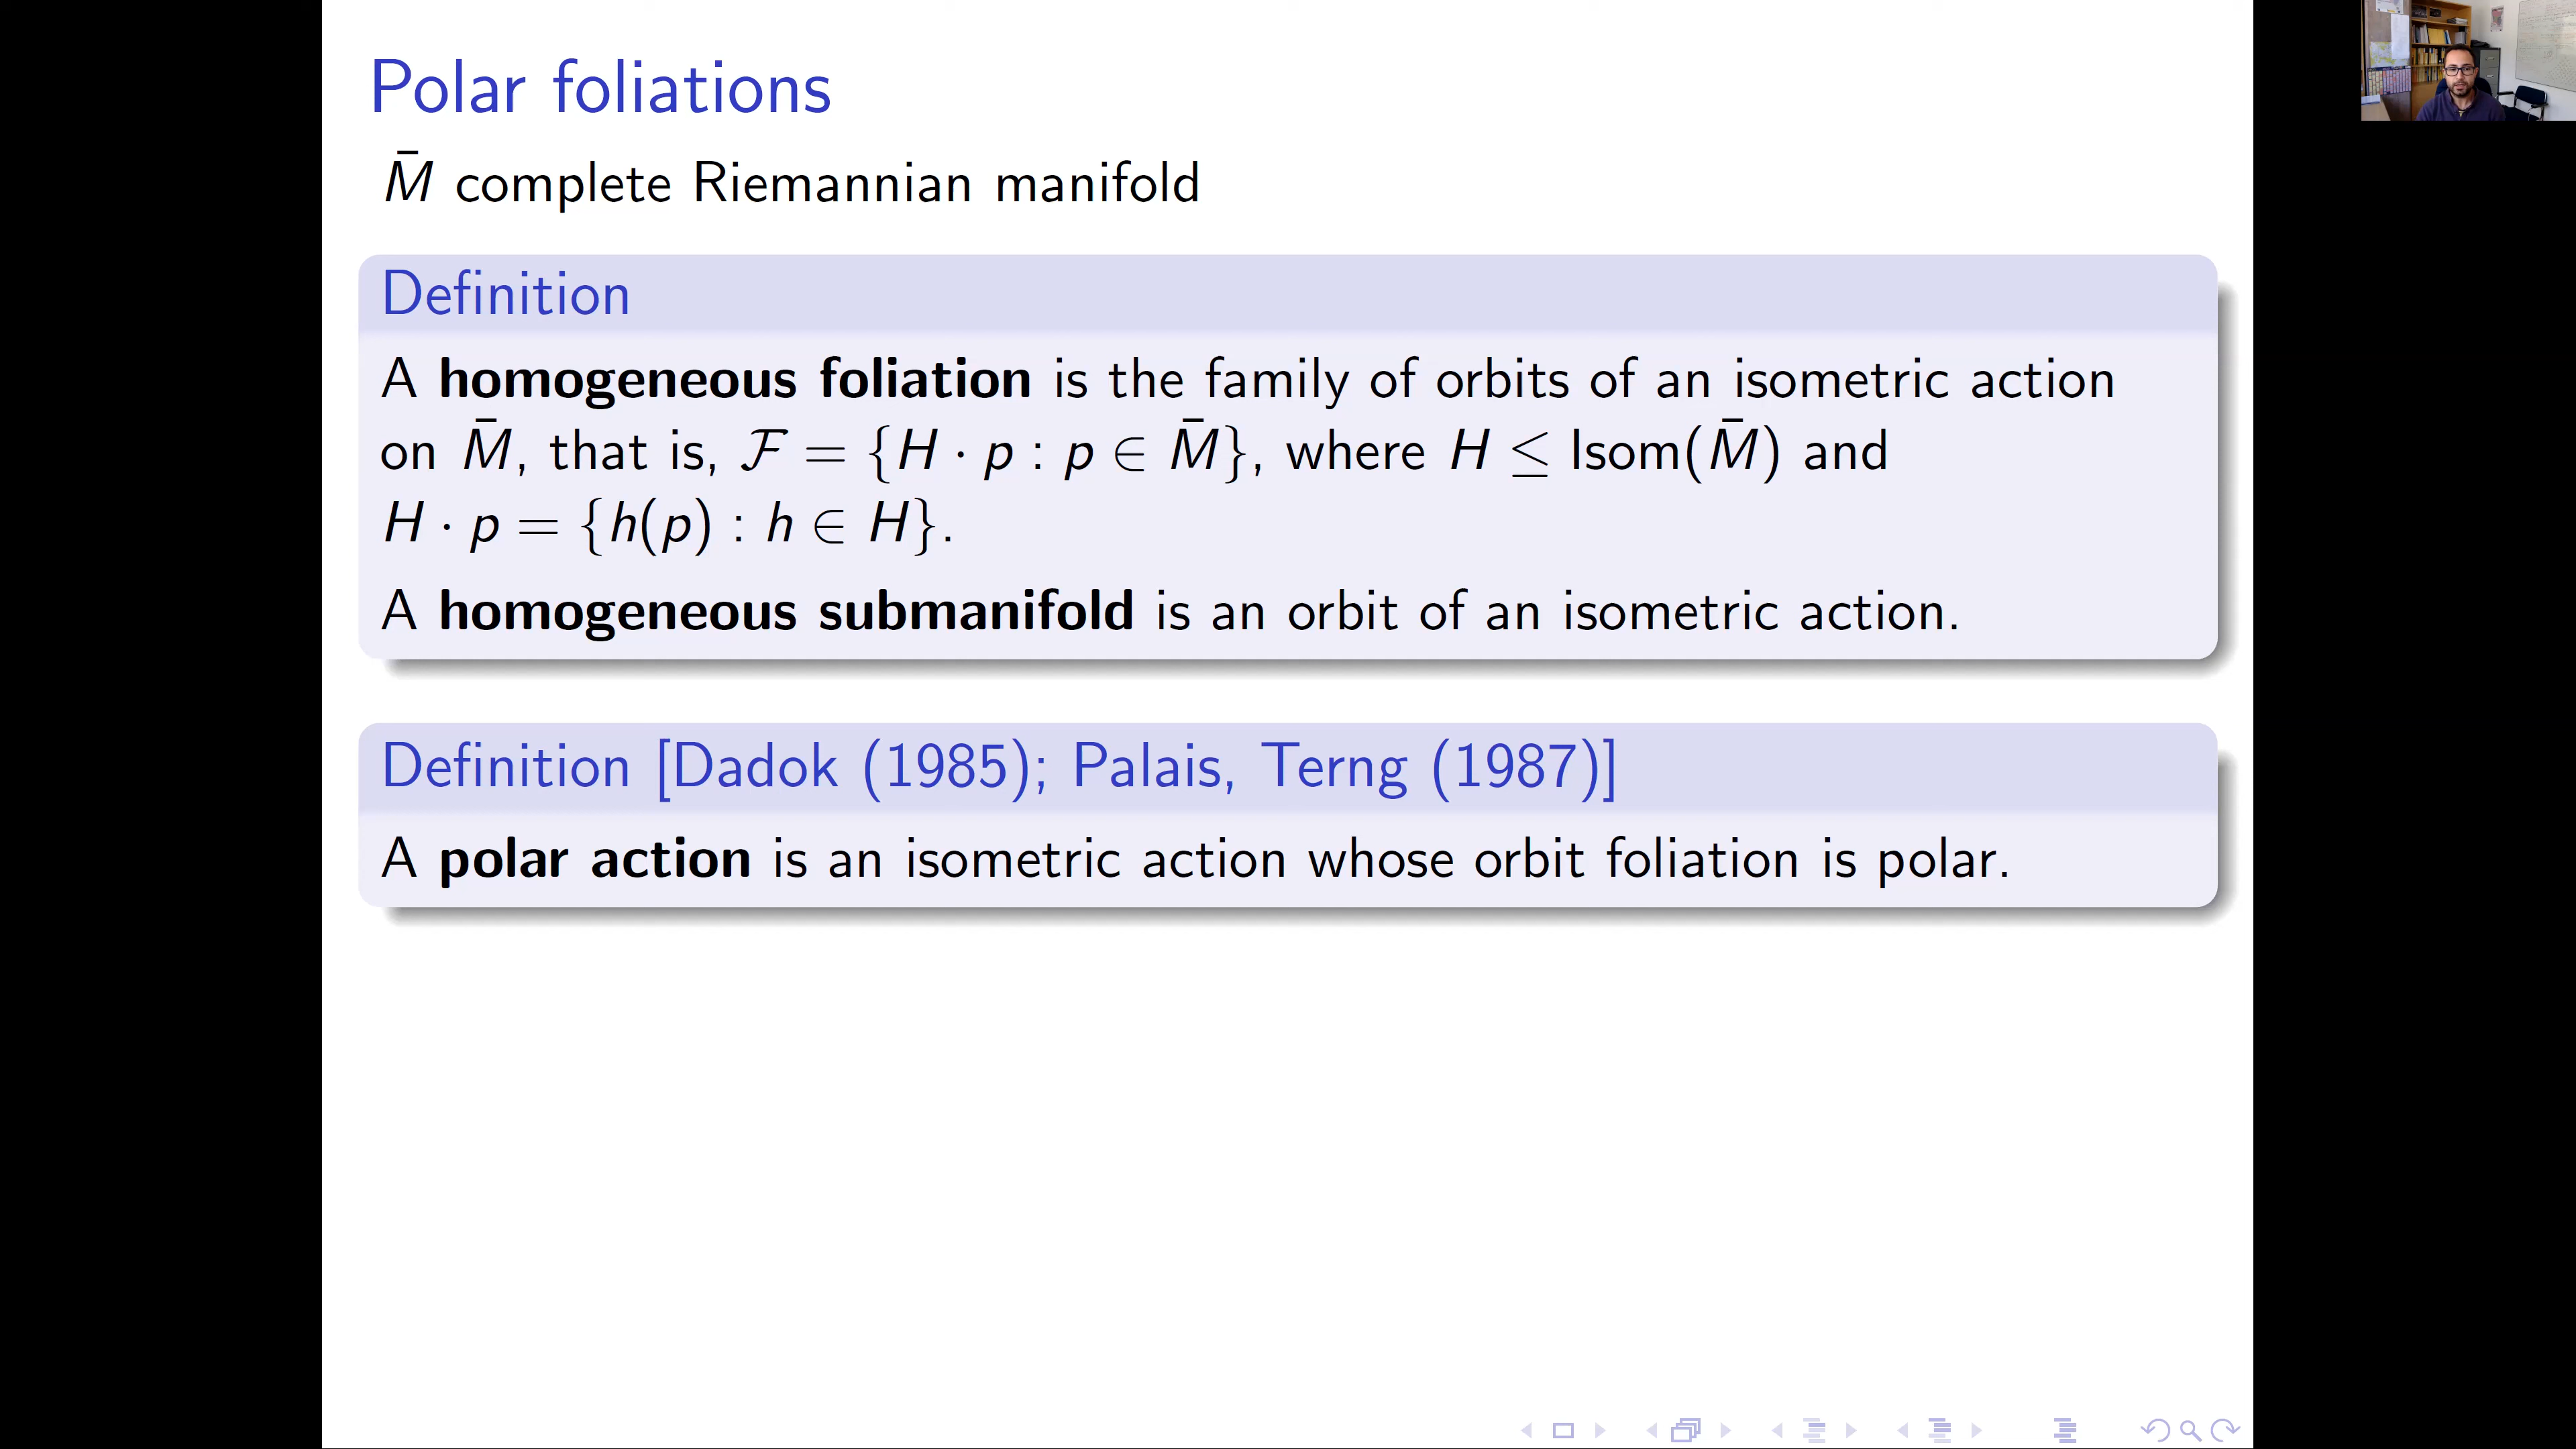 Polar foliations
M̄ complete Riemannian manifold
Definition
A homogeneous foliation is the family of orbits of an isometric action
on M̄, that is, ℱ = {H · p : p ∈ M̄}, where H ≤ Isom(M̄) and
H · p = {h(p) : h ∈ H}.
A homogeneous submanifold is an orbit of an isometric action.
Definition [Dadok (1985); Palais, Terng (1987)]
A polar action is an isometric action whose orbit foliation is polar.